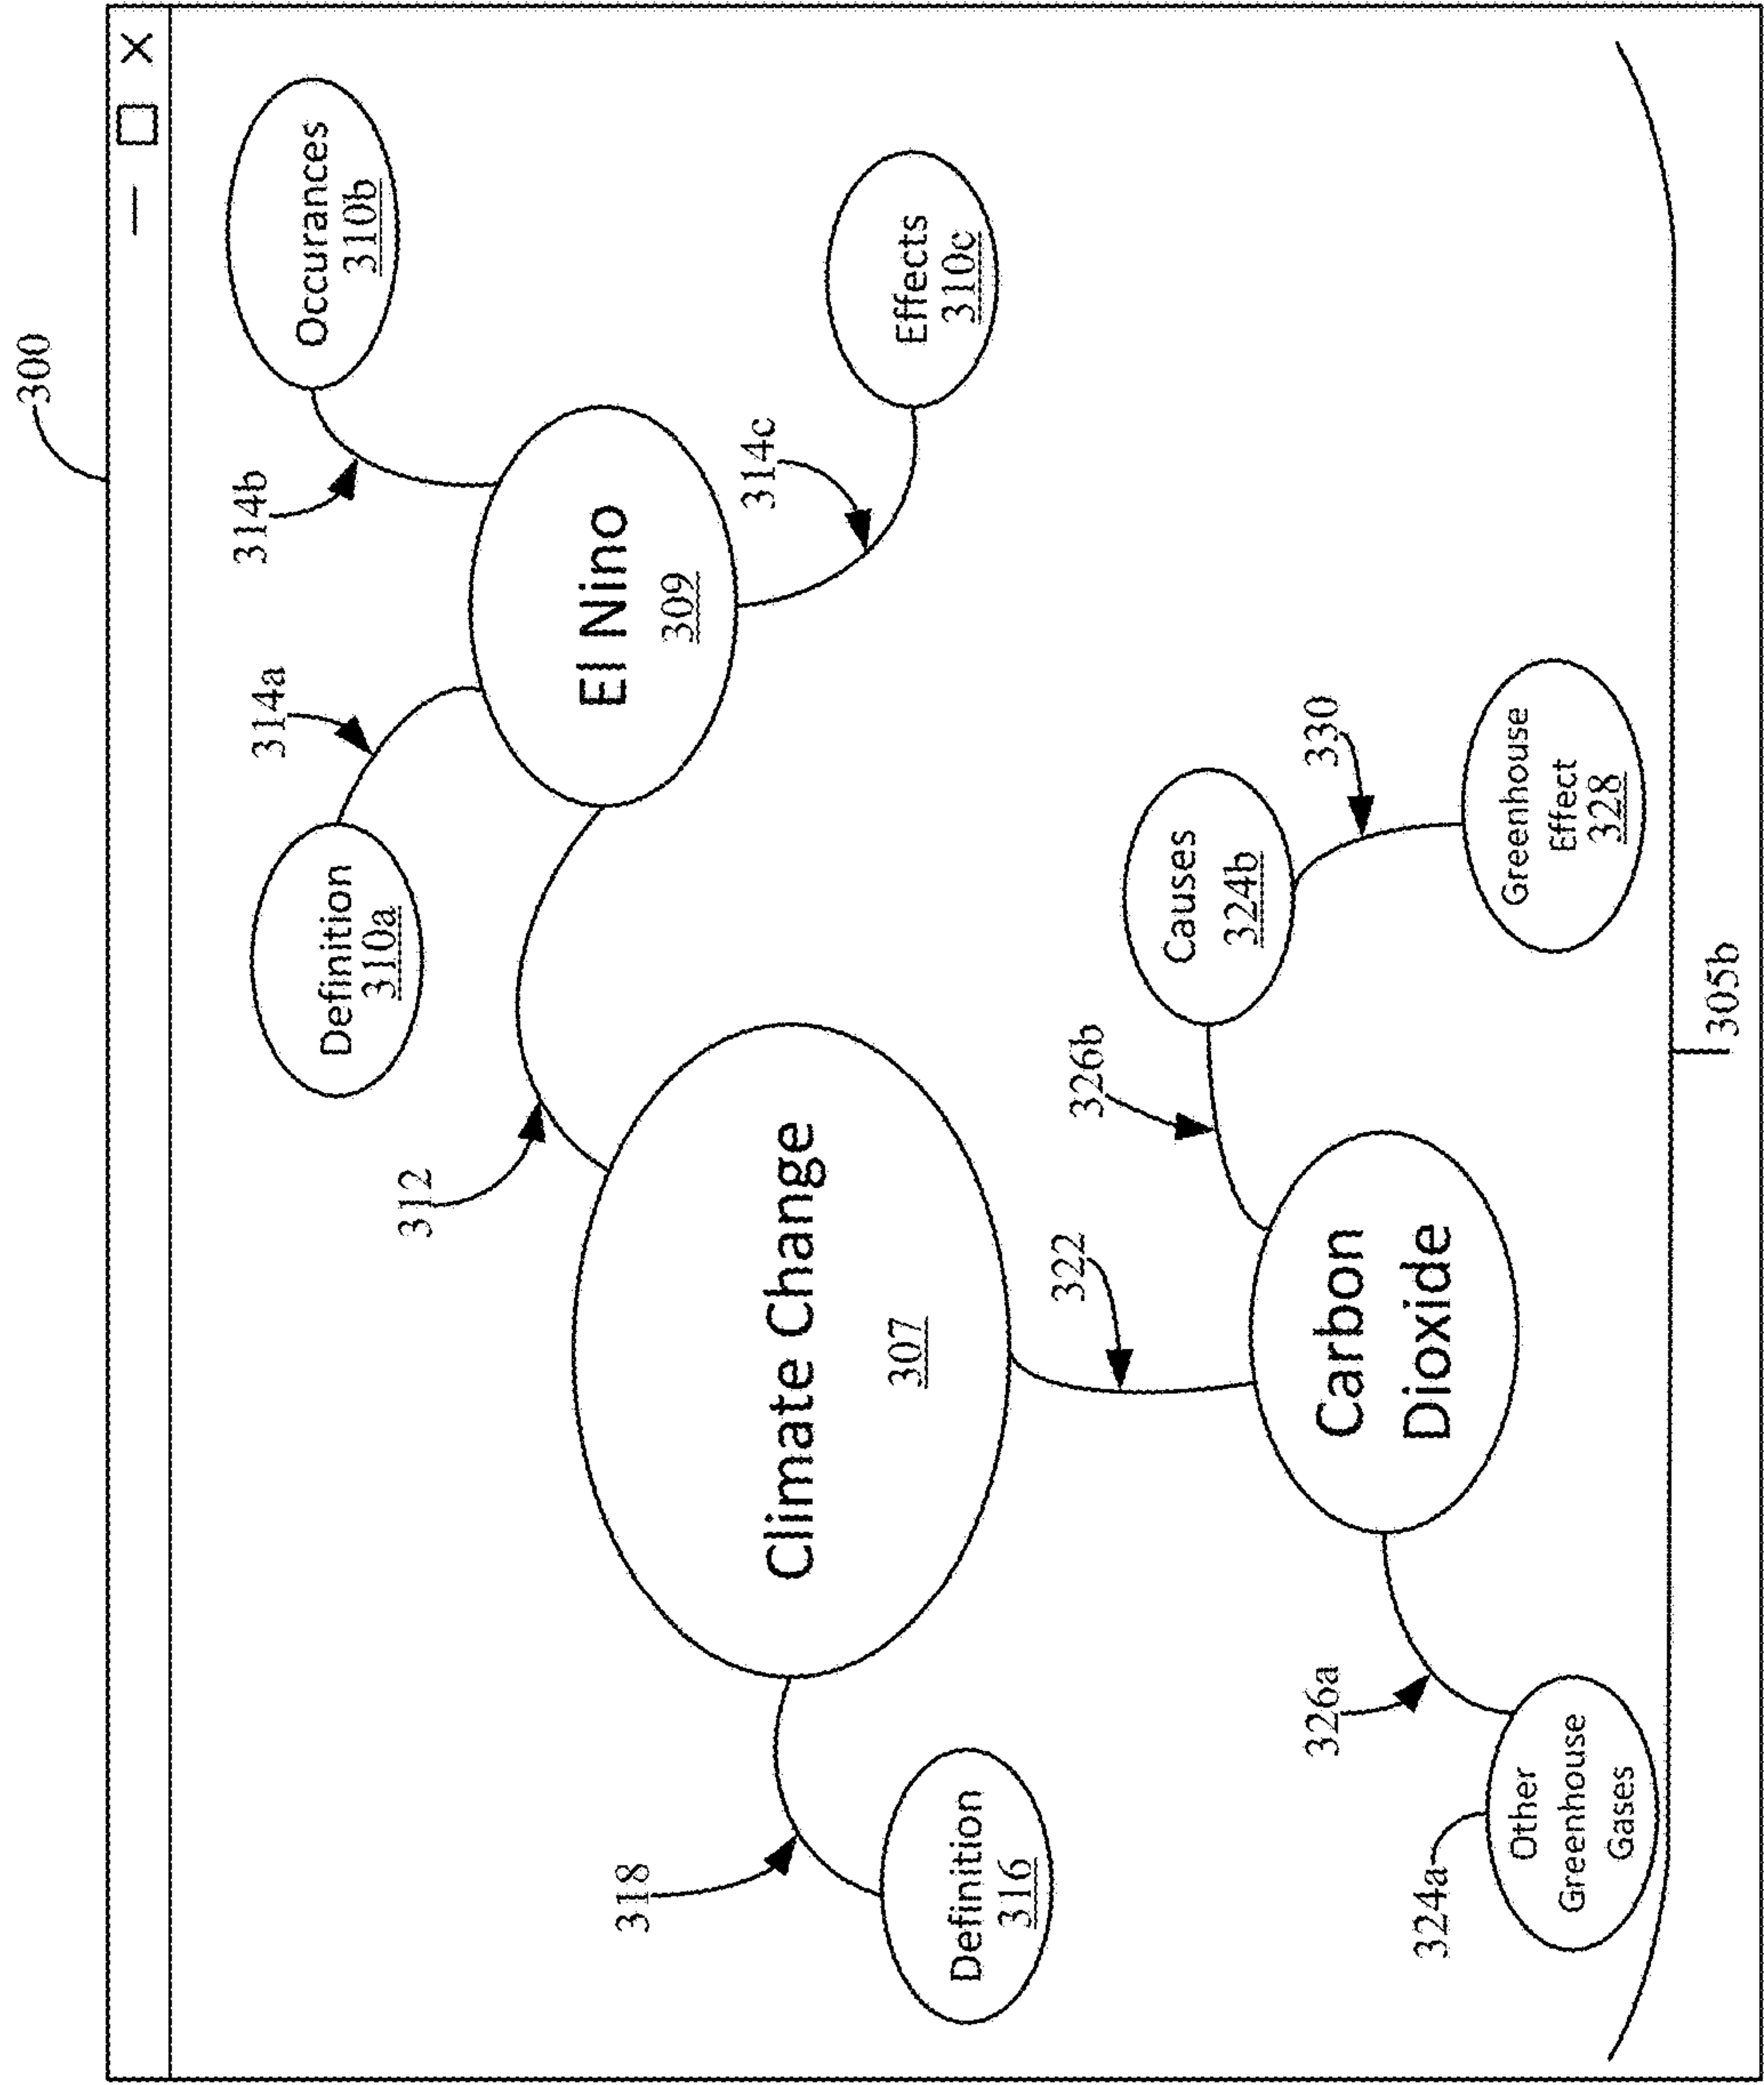 300
Occurances
310b
314b
314a
Definition
310a
El Nino
309
314c
Effects
310c
312
Climate Change
307
318
Definition
316
322
326b
Causes
324b
330
Greenhouse
Effect
328
Carbon
Dioxide
326a
324a
Other
Greenhouse
Gases
305b